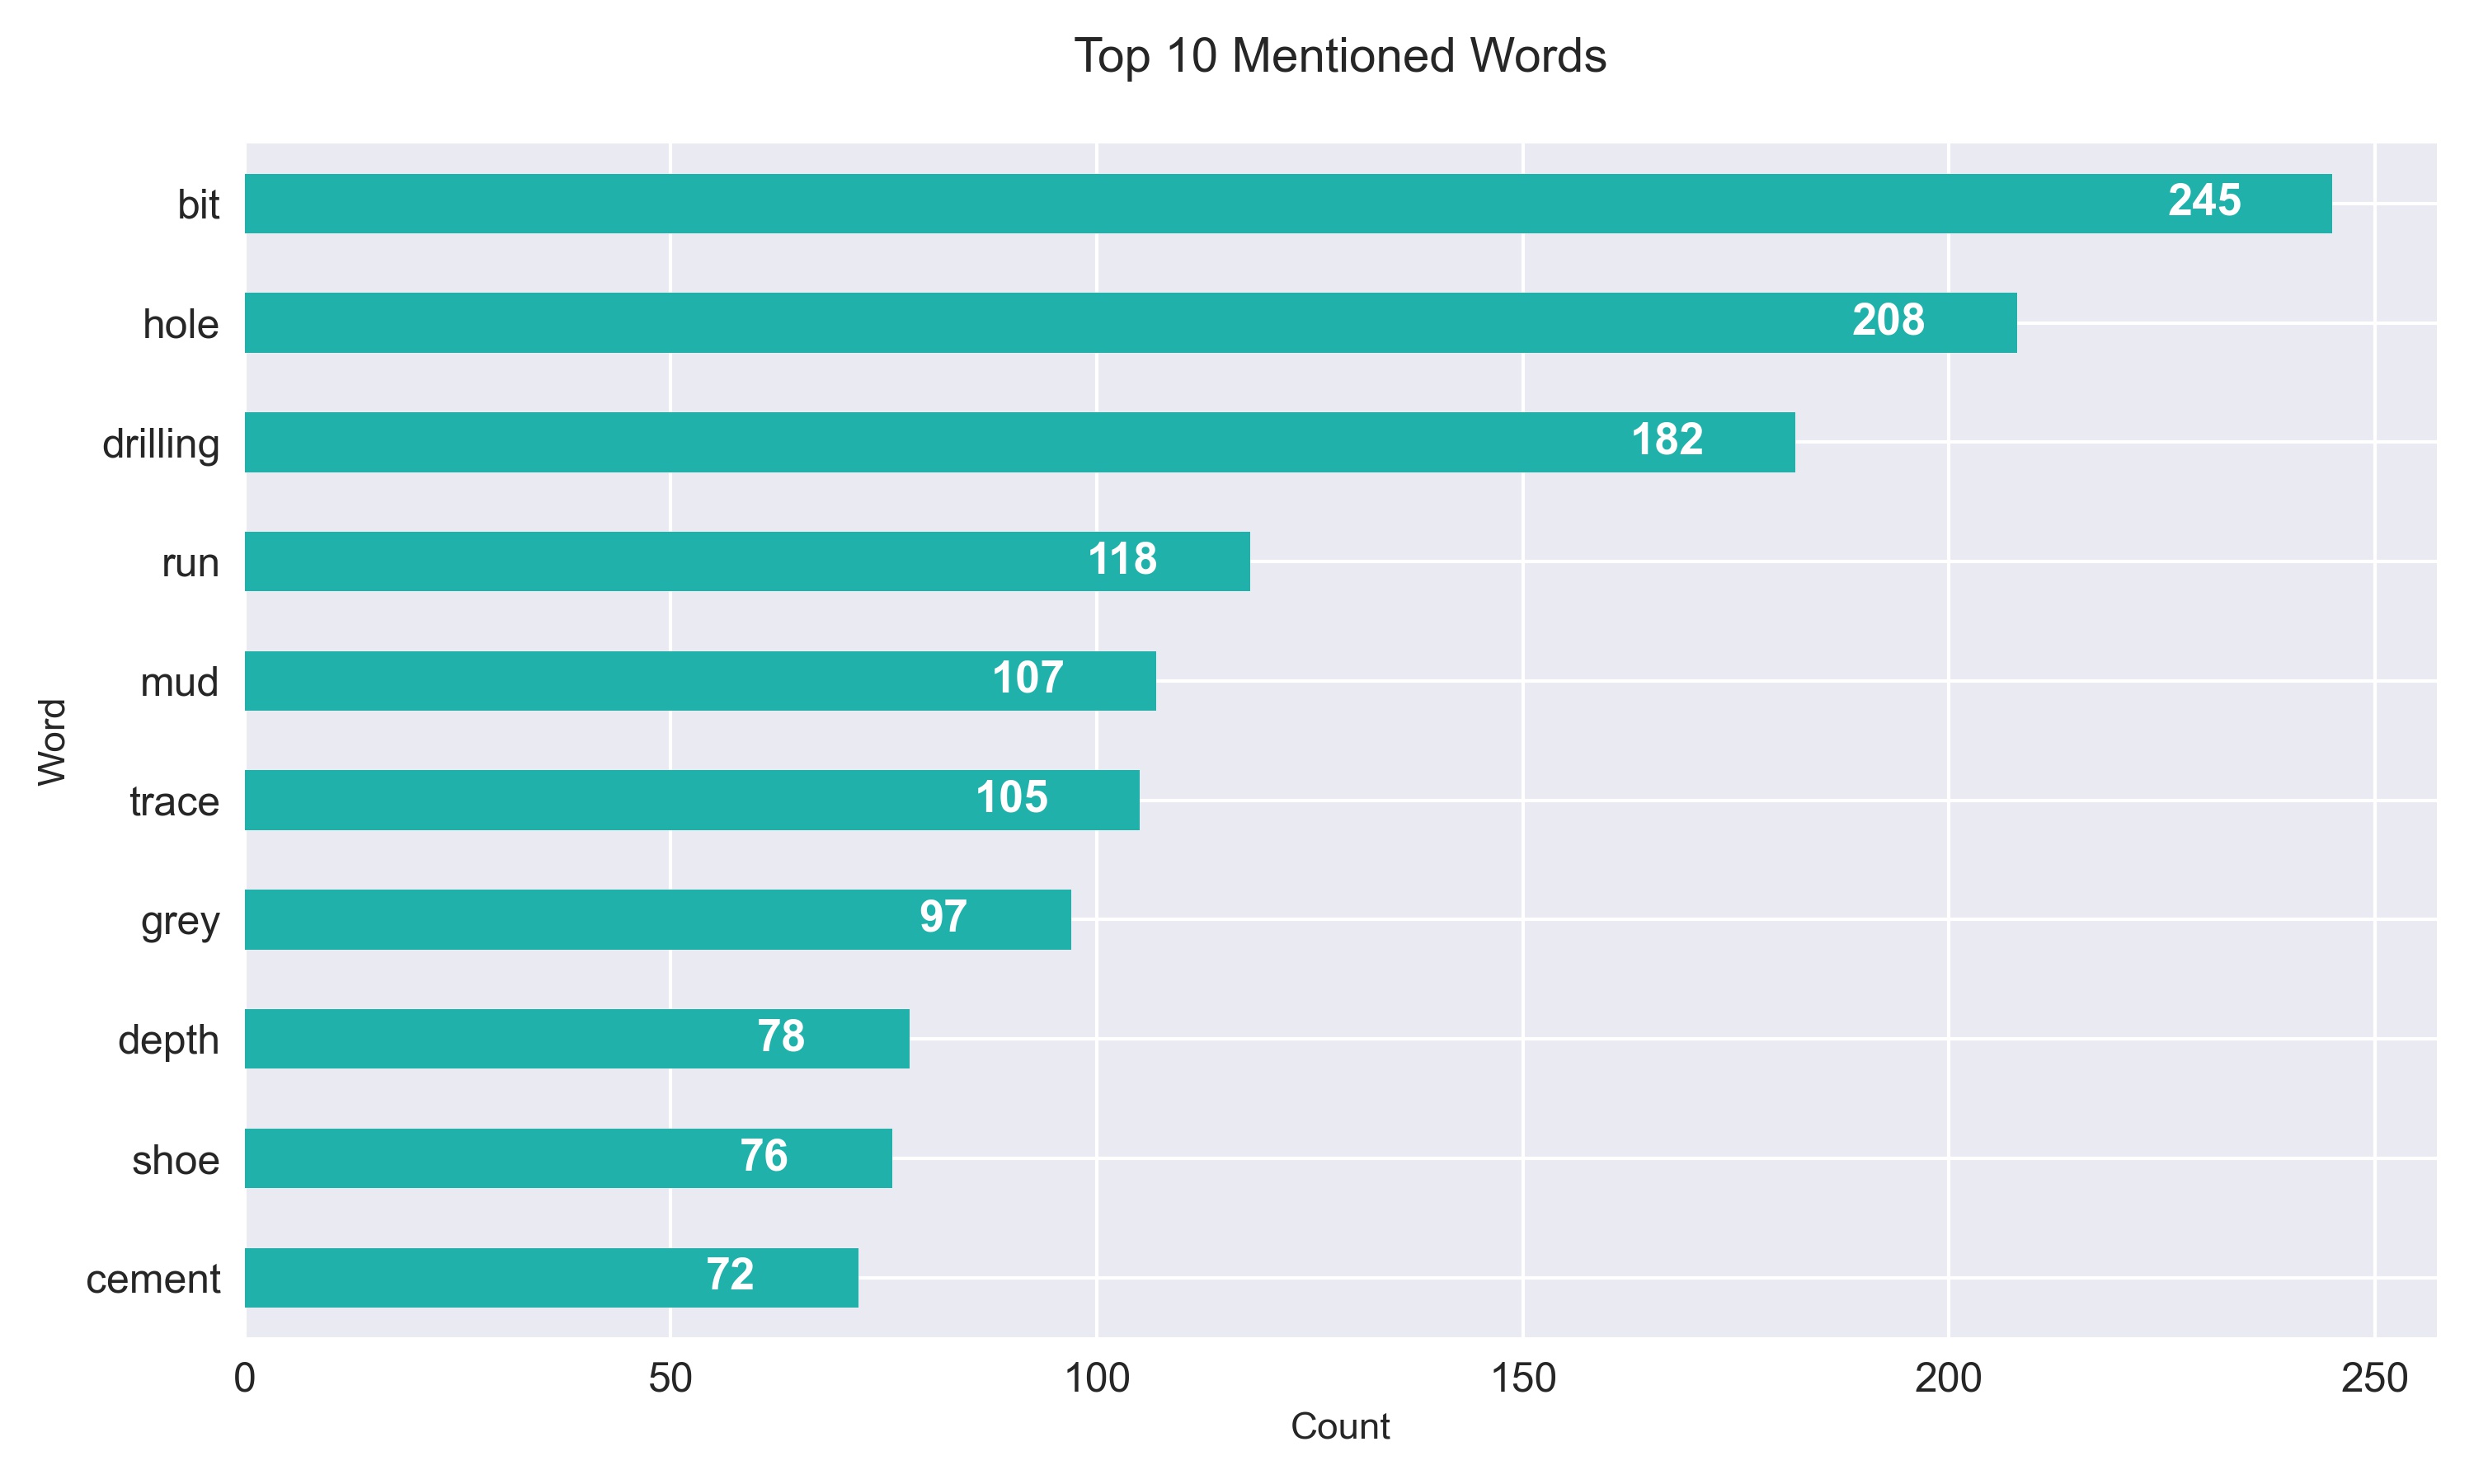 Top 10 Mentioned Words
bit 245
hole 208
drilling 182
run 118
mud 107
trace 105
grey 97
depth 78
shoe 76
cement 72
Word
0 50 100 150 200 250
Count